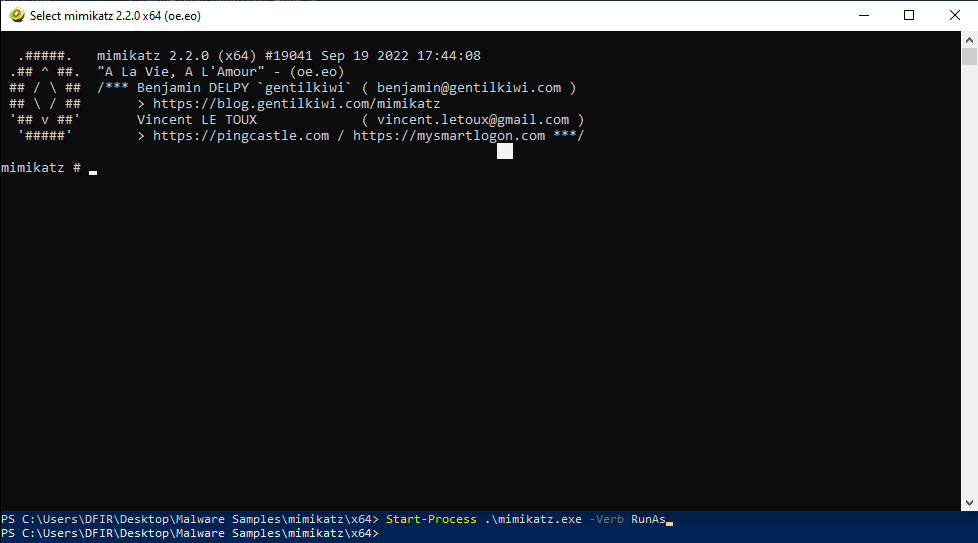 Select mimikatz 2.2.0 x64 (oe.eo)
  .#####.   mimikatz 2.2.0 (x64) #19041 Sep 19 2022 17:44:08
 .## ^ ##.  "A La Vie, A L'Amour" - (oe.eo)
 ## / \ ##  /*** Benjamin DELPY `gentilkiwi` ( benjamin@gentilkiwi.com )
 ## \ / ##       > https://blog.gentilkiwi.com/mimikatz
 '## v ##'       Vincent LE TOUX             ( vincent.letoux@gmail.com )
  '#####'        > https://pingcastle.com / https://mysmartlogon.com ***/
mimikatz #
PS C:\Users\DFIR\Desktop\Malware Samples\mimikatz\x64> Start-Process .\mimikatz.exe -Verb RunAs
PS C:\Users\DFIR\Desktop\Malware Samples\mimikatz\x64>